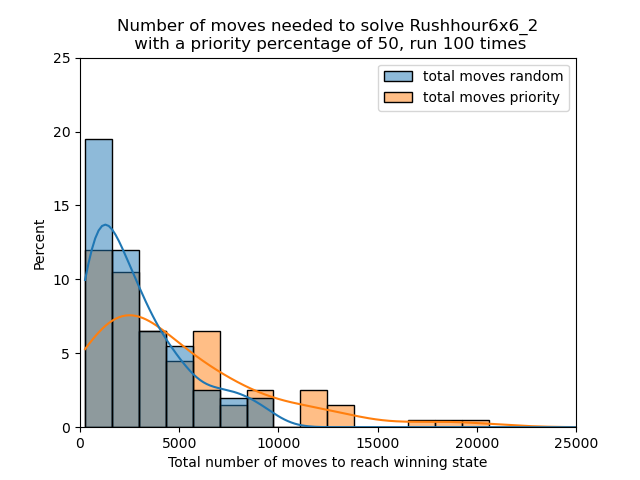 Number of moves needed to solve Rushhour6x6_2
with a priority percentage of 50, run 100 times
25
20
15
10
5
0
Percent
total moves random
total moves priority
0 5000 10000 15000 20000 25000
Total number of moves to reach winning state